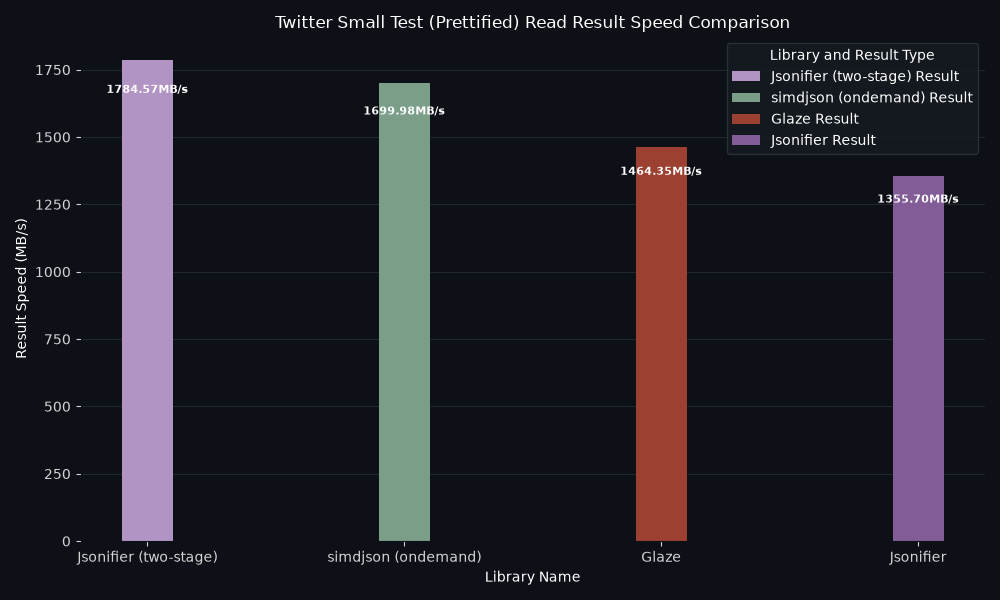 Twitter Small Test (Prettified) Read Result Speed Comparison
Library and Result Type
Jsonifier (two-stage) Result
simdjson (ondemand) Result
Glaze Result
Jsonifier Result
1784.57MB/s
1699.98MB/s
1464.35MB/s
1355.70MB/s
Result Speed (MB/s)
1750
1500
1250
1000
750
500
250
0
Jsonifier (two-stage)
simdjson (ondemand)
Glaze
Jsonifier
Library Name